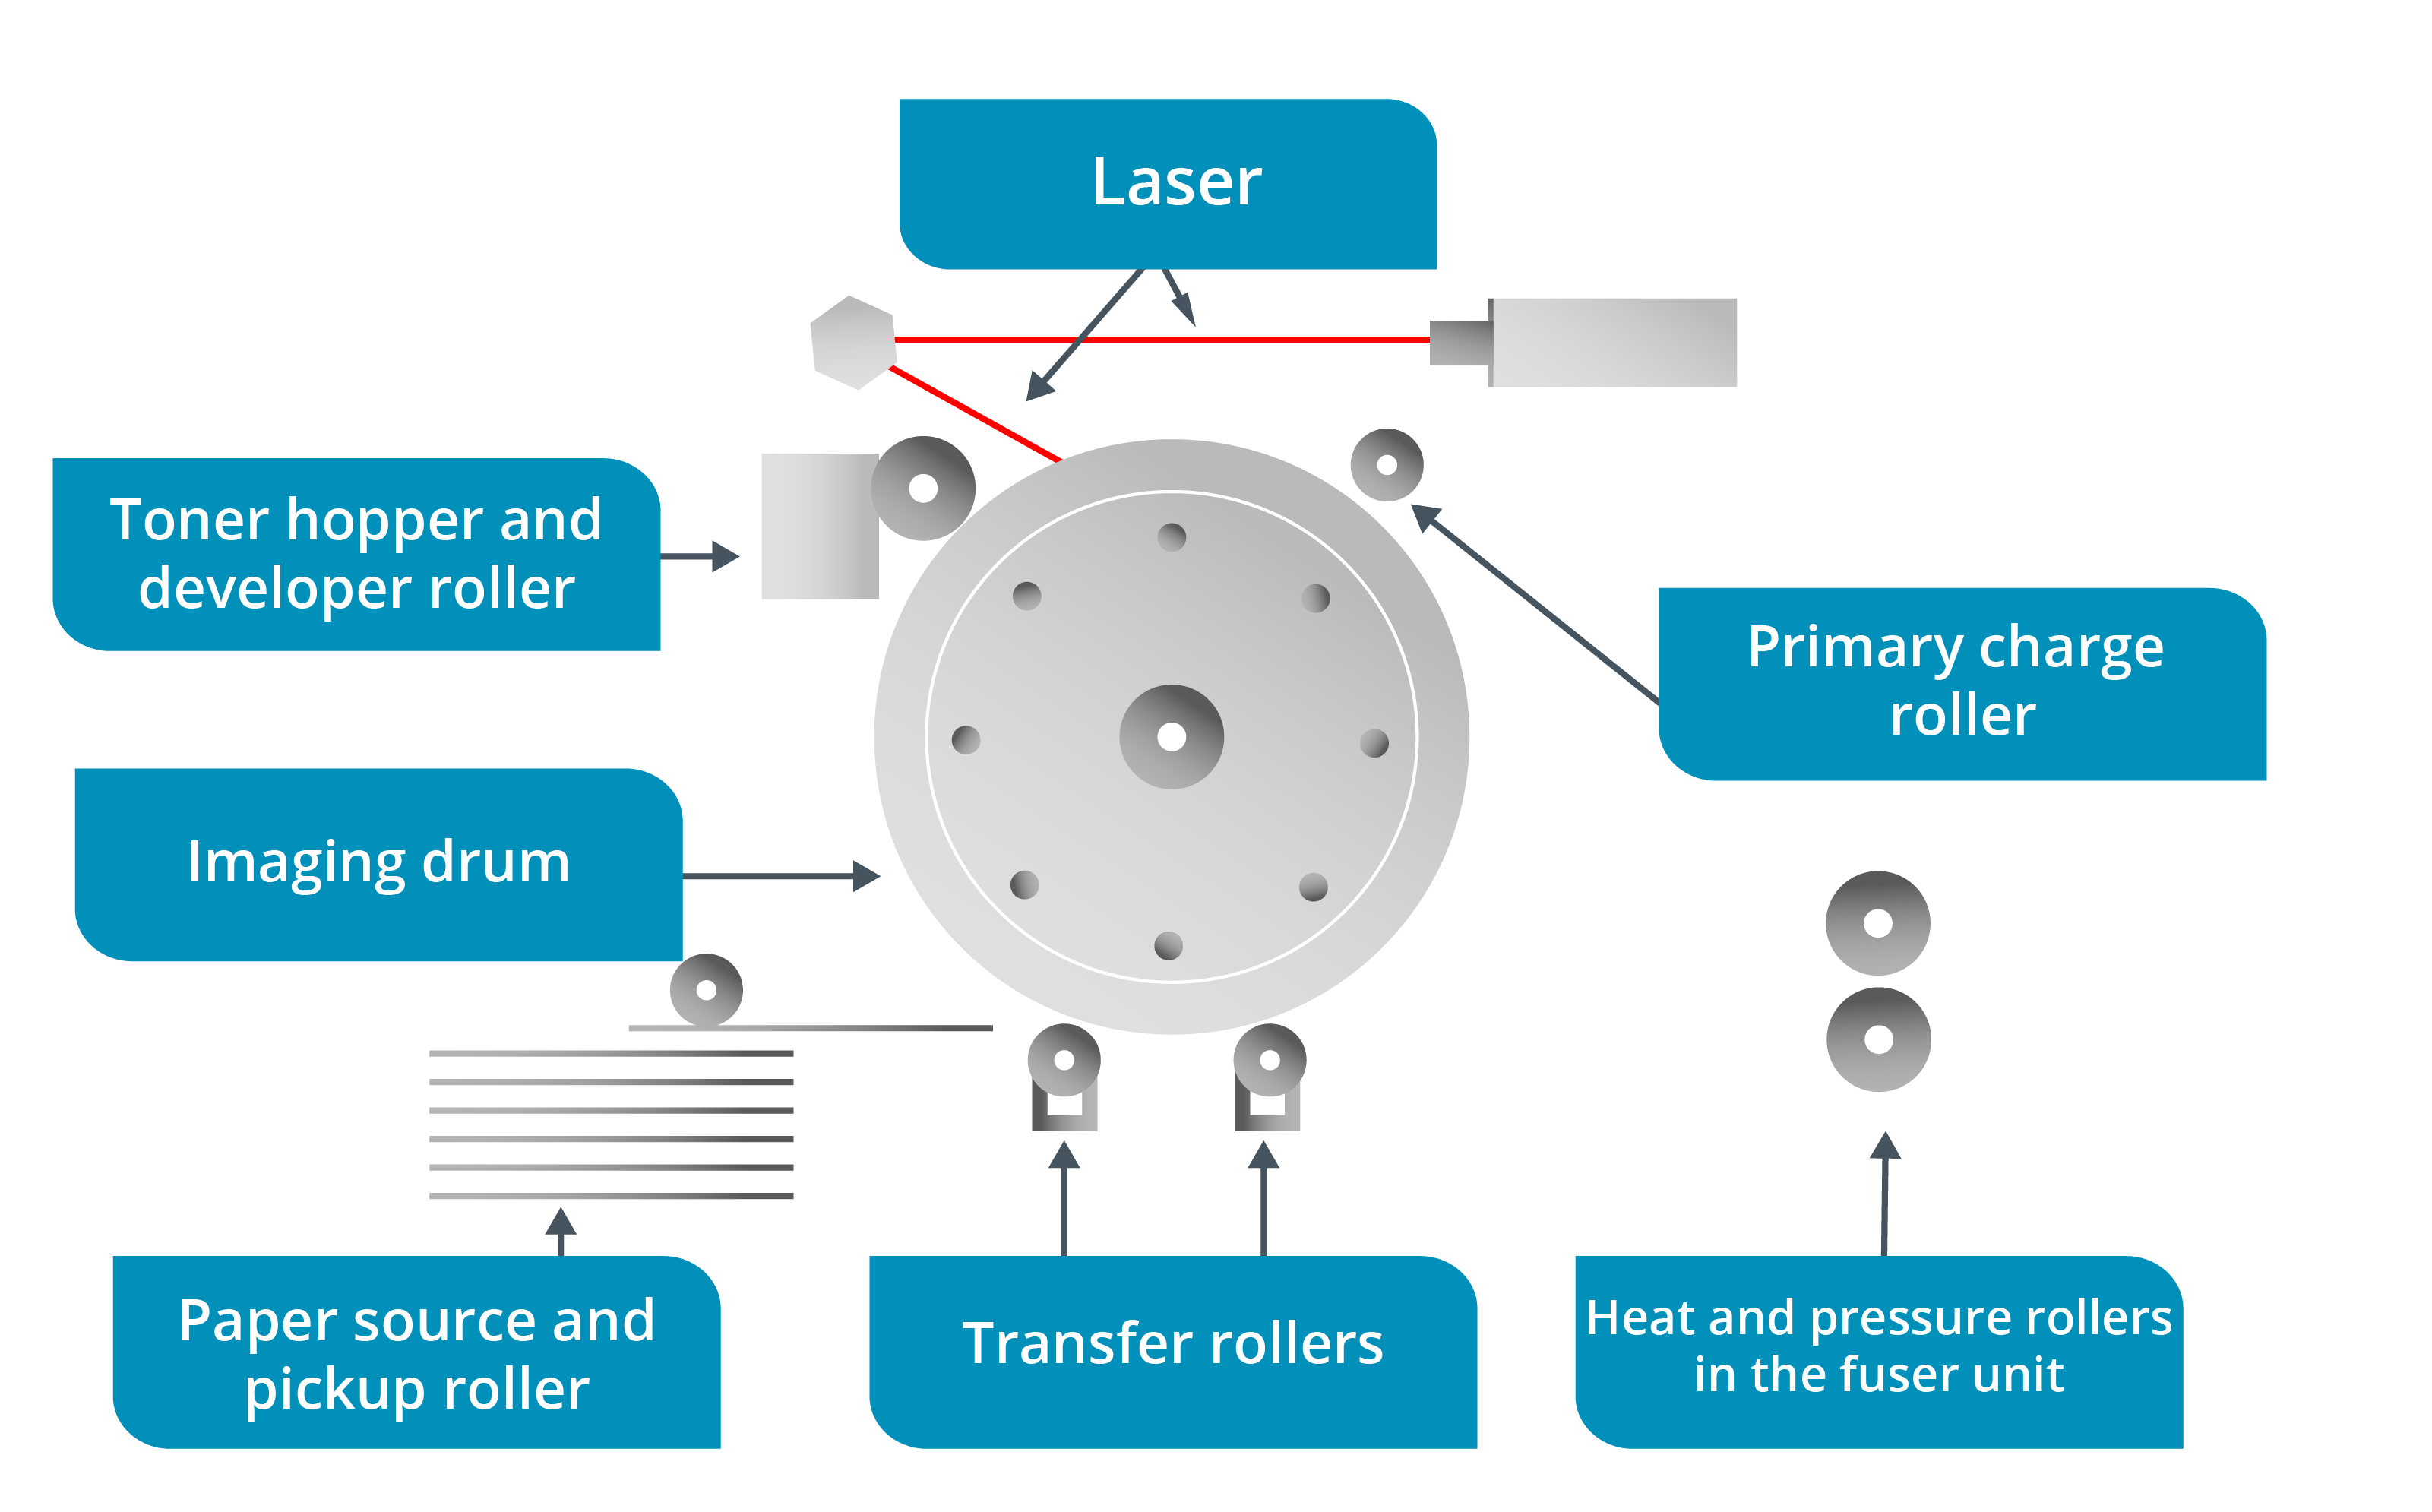 Laser
Toner hopper and
developer roller
Primary charge
roller
Imaging drum
Paper source and
pickup roller
Transfer rollers
Heat and pressure rollers
in the fuser unit